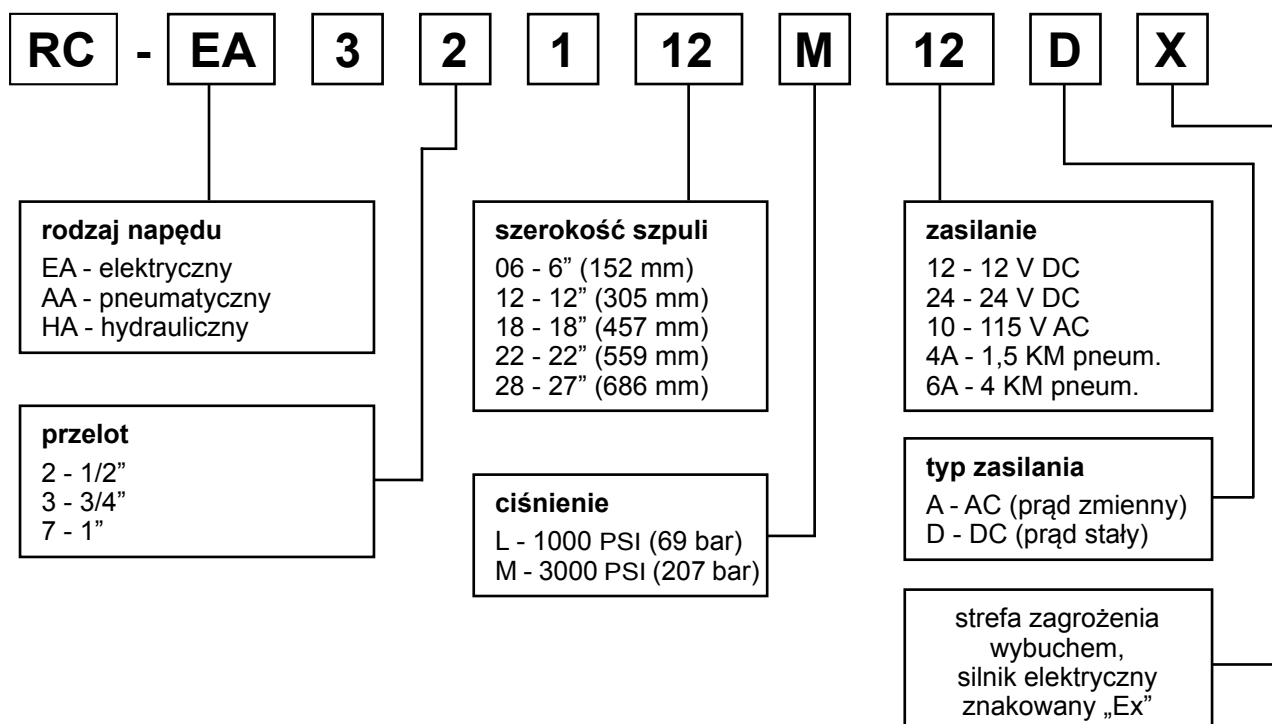 RC - EA 3 2 1 12 M 12 D X
rodzaj napędu
EA - elektryczny
AA - pneumatyczny
HA - hydrauliczny
przelot
2 - 1/2”
3 - 3/4”
7 - 1”
szerokość szpuli
06 - 6” (152 mm)
12 - 12” (305 mm)
18 - 18” (457 mm)
22 - 22” (559 mm)
28 - 27” (686 mm)
ciśnienie
L - 1000 PSI (69 bar)
M - 3000 PSI (207 bar)
zasilanie
12 - 12 V DC
24 - 24 V DC
10 - 115 V AC
4A - 1,5 KM pneum.
6A - 4 KM pneum.
typ zasilania
A - AC (prąd zmienny)
D - DC (prąd stały)
strefa zagrożenia
wybuchem,
silnik elektryczny
znakowany „Ex”